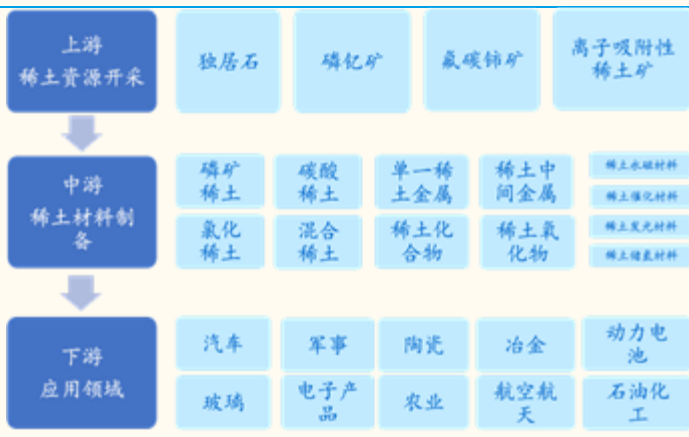 上游
稀土資源开采
独居石
磷钇矿
氟碳铈矿
离子吸附性
稀土矿
中游
稀土材料制
备
磷矿
稀土
碳酸
稀土
单一稀
土金属
稀土中
间金属
稀土永磁材料
稀土催化材料
氯化
稀土
混合
稀土
稀土化
合物
稀土氧
化物
稀土发光材料
稀土储氢材料
下游
应用领域
汽车
军事
陶瓷
冶金
动力电
池
玻璃
电子产
品
农业
航空航
天
石油化
工